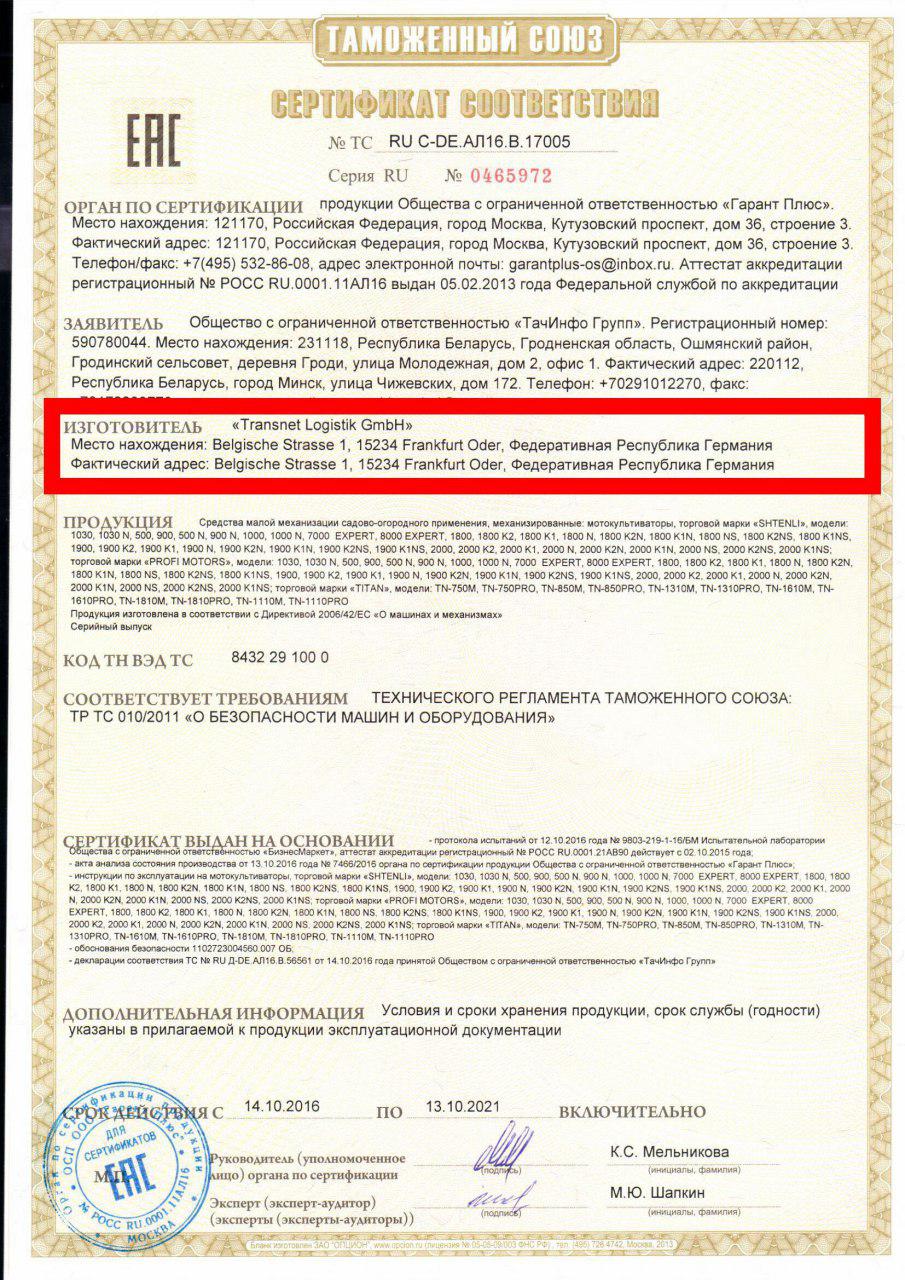 ТАМОЖЕННЫЙ СОЮЗ
СЕРТИФИКАТ СООТВЕТСТВИЯ
EAC
№ ТС RU С-DE.АЛ16.В.17005
Серия RU № 0465972
ОРГАН ПО СЕРТИФИКАЦИИ продукции Общества с ограниченной ответственностью «Гарант Плюс».
Место нахождения: 121170, Российская Федерация, город Москва, Кутузовский проспект, дом 36, строение 3.
Фактический адрес: 121170, Российская Федерация, город Москва, Кутузовский проспект, дом 36, строение 3.
Телефон/факс: +7(495) 532-86-08, адрес электронной почты: garantplus-os@inbox.ru. Аттестат аккредитации
регистрационный № РОСС RU.0001.11АЛ16 выдан 05.02.2013 года Федеральной службой по аккредитации
ЗАЯВИТЕЛЬ Общество с ограниченной ответственностью «ТачИнфо Групп». Регистрационный номер:
590780044. Место нахождения: 231118, Республика Беларусь, Гродненская область, Ошмянский район,
Гродинский сельсовет, деревня Гроди, улица Молодежная, дом 2, офис 1. Фактический адрес: 220112,
Республика Беларусь, город Минск, улица Чижевских, дом 172. Телефон: +70291012270, факс:
ИЗГОТОВИТЕЛЬ «Transnet Logistik GmbH»
Место нахождения: Belgische Strasse 1, 15234 Frankfurt Oder, Федеративная Республика Германия
Фактический адрес: Belgische Strasse 1, 15234 Frankfurt Oder, Федеративная Республика Германия
ПРОДУКЦИЯ Средства малой механизации садово-огородного применения, механизированные: мотокультиваторы, торговой марки «SHTENLI», модели:
1030, 1030 N, 500, 900, 500 N, 900 N, 1000, 1000 N, 7000 EXPERT, 8000 EXPERT, 1800, 1800 K2, 1800 K1, 1800 N, 1800 K2N, 1800 K1N, 1800 NS, 1800 K2NS, 1800 K1NS,
1900, 1900 K2, 1900 K1, 1900 N, 1900 K2N, 1900 K1N, 1900 K2NS, 1900 K1NS, 2000, 2000 K2, 2000 K1, 2000 N, 2000 K2N, 2000 K1N, 2000 NS, 2000 K2NS, 2000 K1NS;
торговой марки «PROFI MOTORS», модели: 1030, 1030 N, 500, 900, 500 N, 900 N, 1000, 1000 N, 7000 EXPERT, 8000 EXPERT, 1800, 1800 K2, 1800 K1, 1800 N, 1800 K2N,
1800 K1N, 1800 NS, 1800 K2NS, 1800 K1NS, 1900, 1900 K2, 1900 K1, 1900 N, 1900 K2N, 1900 K1N, 1900 K2NS, 1900 K1NS, 2000, 2000 K2, 2000 K1, 2000 N, 2000 K2N,
2000 K1N, 2000 NS, 2000 K2NS, 2000 K1NS; торговой марки «TITAN», модели: TN-750M, TN-750PRO, TN-850M, TN-850PRO, TN-1310M, TN-1310PRO, TN-1610M, TN-
1610PRO, TN-1810M, TN-1810PRO, TN-1110M, TN-1110PRO
Продукция изготовлена в соответствии с Директивой 2006/42/ЕС «О машинах и механизмах»
Серийный выпуск
КОД ТН ВЭД ТС 8432 29 100 0
СООТВЕТСТВУЕТ ТРЕБОВАНИЯМ ТЕХНИЧЕСКОГО РЕГЛАМЕНТА ТАМОЖЕННОГО СОЮЗА:
ТР ТС 010/2011 «О БЕЗОПАСНОСТИ МАШИН И ОБОРУДОВАНИЯ»
СЕРТИФИКАТ ВЫДАН НА ОСНОВАНИИ - протокола испытаний от 12.10.2016 года № 9803-219-1-16/БМ Испытательной лаборатории
Общества с ограниченной ответственностью «БизнесМаркет», аттестат аккредитации регистрационный № РОСС RU.0001.21АВ90 действует с 02.10.2015 года;
- акта анализа состояния производства от 13.10.2016 года № 7466/2016 органа по сертификации продукции Общества с ограниченной ответственностью «Гарант Плюс»;
- инструкции по эксплуатации на мотокультиваторы, торговой марки «SHTENLI», модели: 1030, 1030 N, 500, 900, 500 N, 900 N, 1000, 1000 N, 7000 EXPERT, 8000 EXPERT, 1800, 1800
K2, 1800 K1, 1800 N, 1800 K2N, 1800 K1N, 1800 NS, 1800 K2NS, 1800 K1NS, 1900, 1900 K2, 1900 K1, 1900 N, 1900 K2N, 1900 K1N, 1900 K2NS, 1900 K1NS, 2000, 2000 K2, 2000 K1, 2000
N, 2000 K2N, 2000 K1N, 2000 NS, 2000 K2NS, 2000 K1NS; торговой марки «PROFI MOTORS», модели: 1030, 1030 N, 500, 900, 500 N, 900 N, 1000, 1000 N, 7000 EXPERT, 8000
EXPERT, 1800, 1800 K2, 1800 K1, 1800 N, 1800 K2N, 1800 K1N, 1800 NS, 1800 K2NS, 1800 K1NS, 1900, 1900 K2, 1900 K1, 1900 N, 1900 K2N, 1900 K1N, 1900 K2NS, 1900 K1NS, 2000,
2000 K2, 2000 K1, 2000 N, 2000 K2N, 2000 K1N, 2000 NS, 2000 K2NS, 2000 K1NS; торговой марки «TITAN», модели: TN-750M, TN-750PRO, TN-850M, TN-850PRO, TN-1310M, TN-
1310PRO, TN-1610M, TN-1610PRO, TN-1810M, TN-1810PRO, TN-1110M, TN-1110PRO
- обоснования безопасности 1102723004560.007 ОБ;
- декларации соответствия ТС № RU Д-DE.АЛ16.В.56561 от 14.10.2016 года принятой Обществом с ограниченной ответственностью «ТачИнфо Групп»
ДОПОЛНИТЕЛЬНАЯ ИНФОРМАЦИЯ Условия и сроки хранения продукции, срок службы (годности)
указаны в прилагаемой к продукции эксплуатационной документации
СРОК ДЕЙСТВИЯ С 14.10.2016 ПО 13.10.2021 ВКЛЮЧИТЕЛЬНО
Орган по сертификации продукции
ОСП ООО "Гарант Плюс"
ДЛЯ
СЕРТИФИКАТОВ
EAC
№ РОСС RU.0001.11АЛ16
МОСКВА
М.П.
Руководитель (уполномоченное
лицо) органа по сертификации
(подпись)
К.С. Мельникова
(инициалы, фамилия)
Эксперт (эксперт-аудитор)
(эксперты (эксперты-аудиторы))
(подпись)
М.Ю. Шапкин
(инициалы, фамилия)
Бланк изготовлен ЗАО "ОПЦИОН", www.opcion.ru (лицензия № 05-05-09/003 ФНС РФ), тел. (495) 726 4742, Москва, 2013